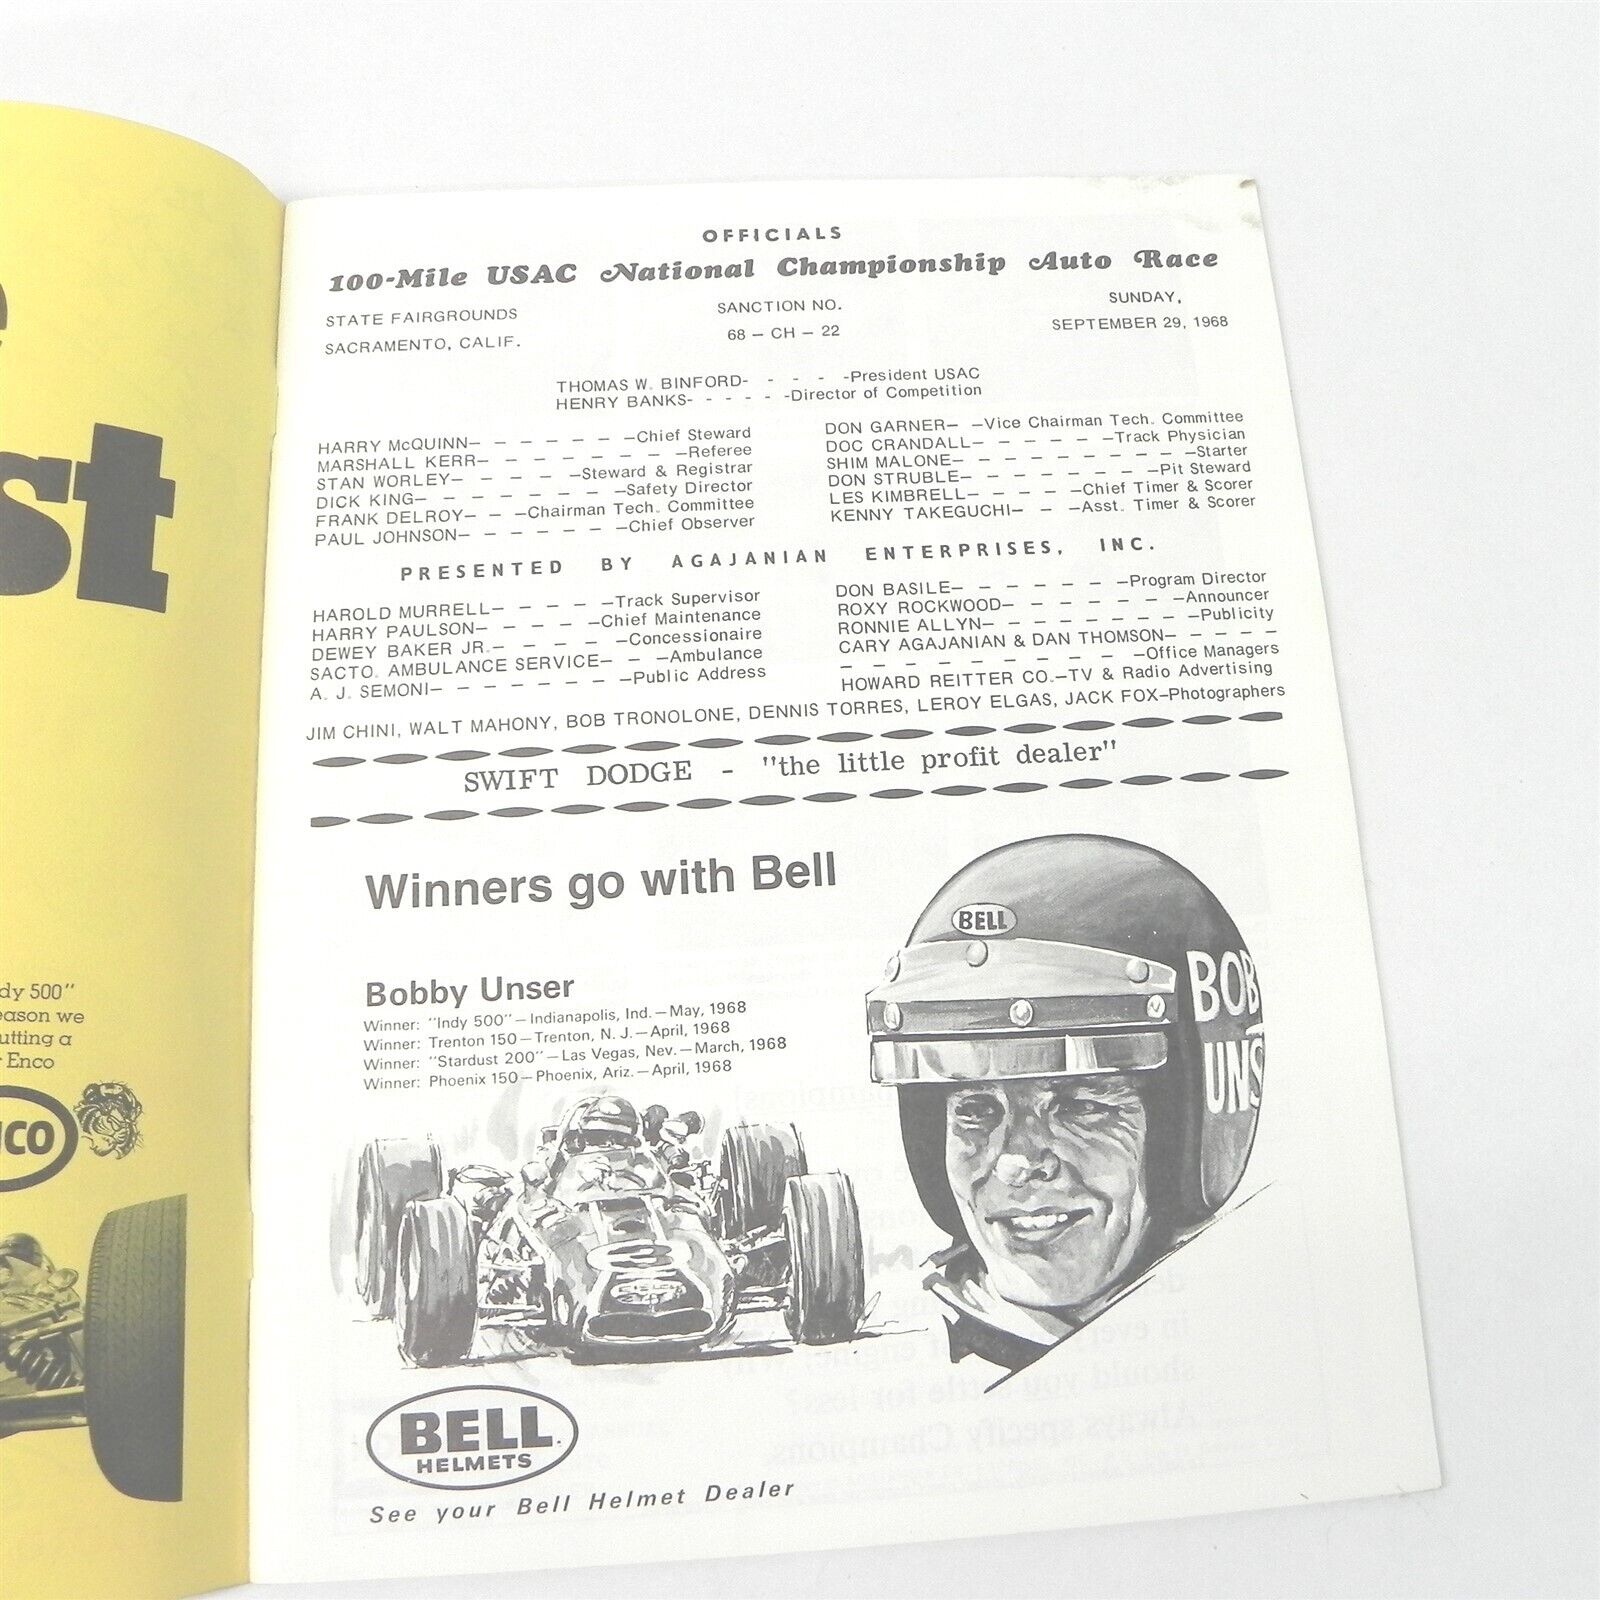 st
dy 500"
eason we
utting a
Enco
OFFICIALS
100-Mile USAC National Championship Auto Race
STATE FAIRGROUNDS
SACRAMENTO, CALIF.
SANCTION NO.
68 – CH – 22
SUNDAY,
SEPTEMBER 29, 1968
THOMAS W. BINFORD- - - - -President USAC
HENRY BANKS- - - - - -Director of Competition
HARRY McQUINN– – – – – – –Chief Steward
MARSHALL KERR– – – – – – – –Referee
STAN WORLEY– – – – –Steward & Registrar
DICK KING– – – – – – – –Safety Director
FRANK DELROY– – –Chairman Tech. Committee
PAUL JOHNSON– – – – – – –Chief Observer
DON GARNER– –Vice Chairman Tech. Committee
DOC CRANDALL– – – – – –Track Physician
SHIM MALONE– – – – – – – – –Starter
DON STRUBLE– – – – – – – –Pit Steward
LES KIMBRELL– – – – –Chief Timer & Scorer
KENNY TAKEGUCHI– – –Asst. Timer & Scorer
PRESENTED BY AGAJANIAN ENTERPRISES, INC.
HAROLD MURRELL– – – – –Track Supervisor
HARRY PAULSON– – – – –Chief Maintenance
DEWEY BAKER JR.– – – – –Concessionaire
SACTO. AMBULANCE SERVICE– – –Ambulance
A. J. SEMONI– – – – – – –Public Address
DON BASILE– – – – – – –Program Director
ROXY ROCKWOOD– – – – – – –Announcer
RONNIE ALLYN– – – – – – – –Publicity
CARY AGAJANIAN & DAN THOMSON– – – – –
– – – – – – – – – –Office Managers
HOWARD REITTER CO.–TV & Radio Advertising
JIM CHINI, WALT MAHONY, BOB TRONOLONE, DENNIS TORRES, LEROY ELGAS, JACK FOX–Photographers
SWIFT DODGE - "the little profit dealer"
Winners go with Bell
BELL
BOB
UNS
Bobby Unser
Winner: "Indy 500"–Indianapolis, Ind.–May, 1968
Winner: Trenton 150–Trenton, N. J.–April, 1968
Winner: "Stardust 200"–Las Vegas, Nev.–March, 1968
Winner: Phoenix 150–Phoenix, Ariz.–April, 1968
3
BELL
HELMETS
See your Bell Helmet Dealer